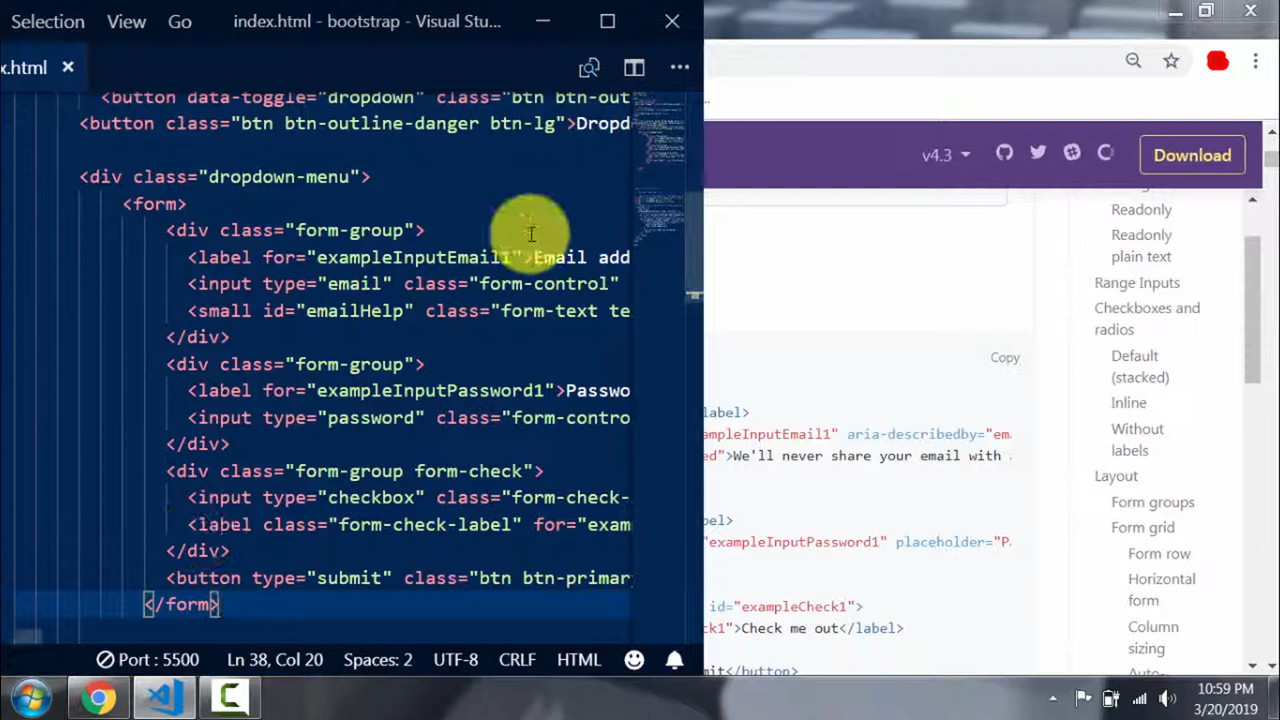 Selection View Go index.html - bootstrap - Visual Stu...
x.html
<button data-toggle="dropdown" class="btn btn-out
<button class="btn btn-outline-danger btn-lg">Dropd
<div class="dropdown-menu">
<form>
<div class="form-group">
<label for="exampleInputEmail1">Email add
<input type="email" class="form-control"
<small id="emailHelp" class="form-text te
</div>
<div class="form-group">
<label for="exampleInputPassword1">Passwo
<input type="password" class="form-contro
</div>
<div class="form-group form-check">
<input type="checkbox" class="form-check-
<label class="form-check-label" for="exam
</div>
<button type="submit" class="btn btn-primar
</form>
Port : 5500 Ln 38, Col 20 Spaces: 2 UTF-8 CRLF HTML
v4.3 Download
Copy
label>
ampleInputEmail1" aria-describedby="em
ed">We'll never share your email with
label>
"exampleInputPassword1" placeholder="P
id="exampleCheck1">
ck1">Check me out</label>
mit</button>
Readonly
Readonly
plain text
Range Inputs
Checkboxes and
radios
Default
(stacked)
Inline
Without
labels
Layout
Form groups
Form grid
Form row
Horizontal
form
Column
sizing
Auto-
10:59 PM
3/20/2019